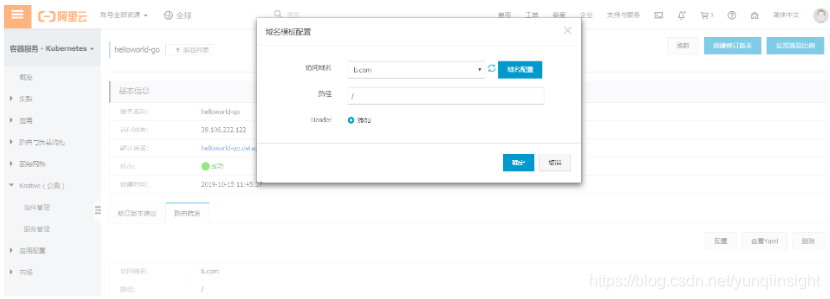 阿里云
账号全部资源
全球
搜索
费用 工单 备案 企业 支持与服务
简体中文
容器服务 - Kubernetes
概览
集群
应用
路由与负载均衡
服务网格
Knative（公测）
组件管理
服务管理
应用配置
市场
helloworld-go
返回列表
刷新
创建修订版本
设置流量比例
基本信息
服务名称: helloworld-go
访问网关: 39.106.232.122
默认域名: helloworld-go.defa
状态: 成功
创建时间: 2019-10-15 11:45:37
修订版本信息
路由转发
配置
查看Yaml
删除
访问域名: b.com
路径: /
域名模板配置
访问域名 b.com 域名配置
路径 /
Header 添加
确定
取消
https://blog.csdn.net/yunqiinsight